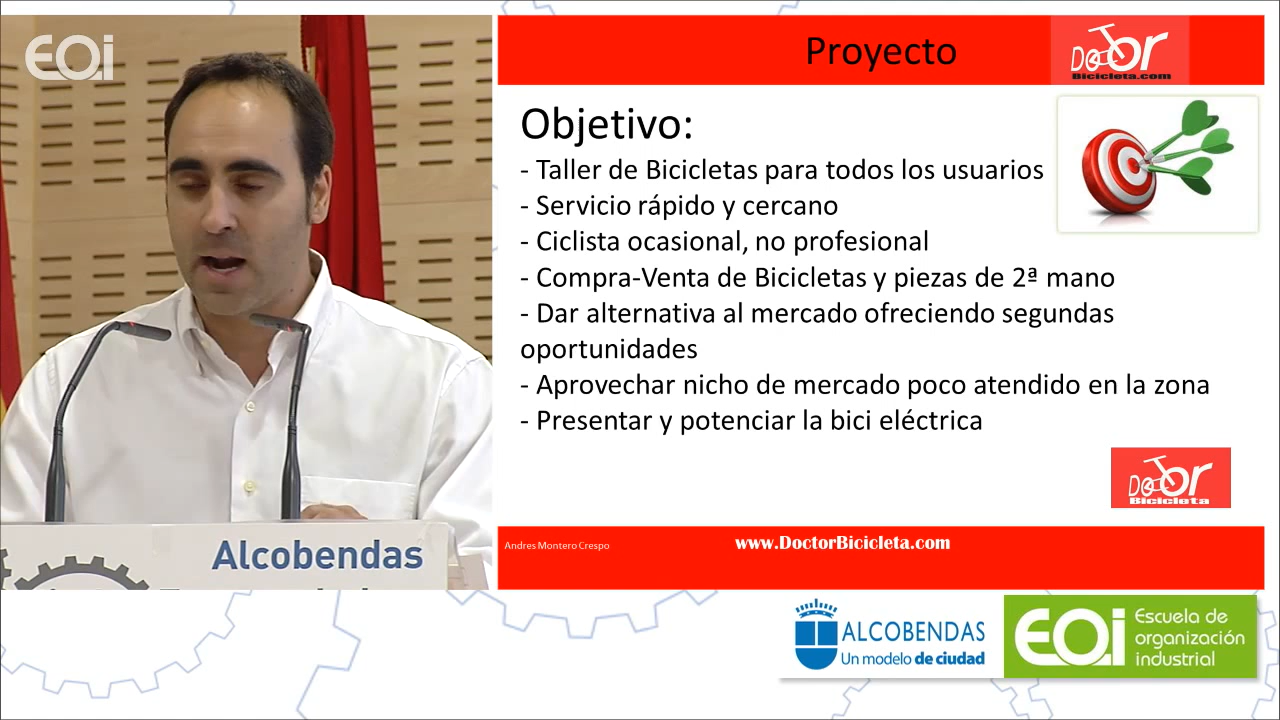 EOi
Proyecto
DoctOr
Bicicleta.com
Objetivo:
- Taller de Bicicletas para todos los usuarios
- Servicio rápido y cercano
- Ciclista ocasional, no profesional
- Compra-Venta de Bicicletas y piezas de 2ª mano
- Dar alternativa al mercado ofreciendo segundas
oportunidades
- Aprovechar nicho de mercado poco atendido en la zona
- Presentar y potenciar la bici eléctrica
DoctOr
Bicicleta
Andres Montero Crespo
www.DoctorBicicleta.com
Alcobendas
ALCOBENDAS
Un modelo de ciudad
EOi
Escuela de
organización
industrial